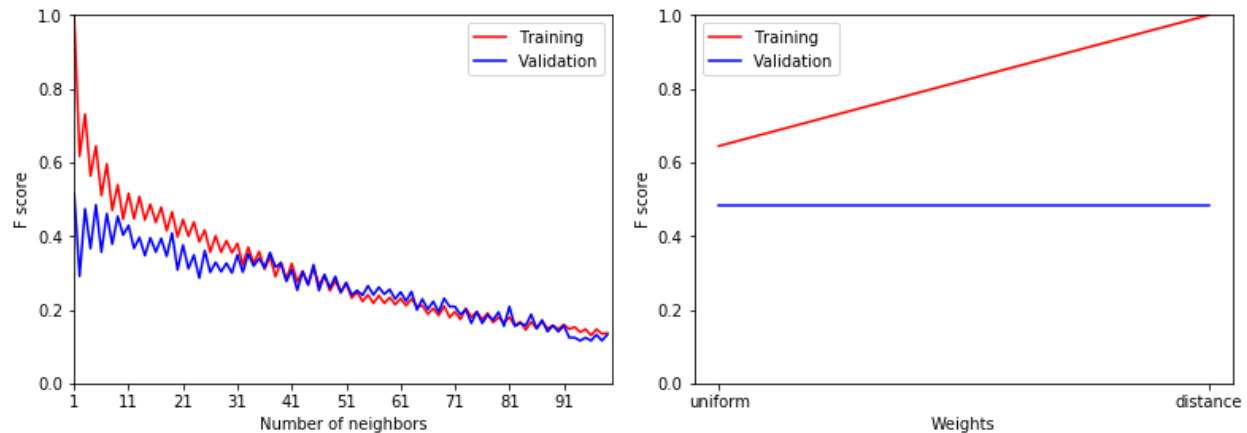 1.0
0.8
0.6
0.4
0.2
0.0
F score
Training
Validation
1 11 21 31 41 51 61 71 81 91
Number of neighbors
1.0
0.8
0.6
0.4
0.2
0.0
F score
Training
Validation
uniform distance
Weights